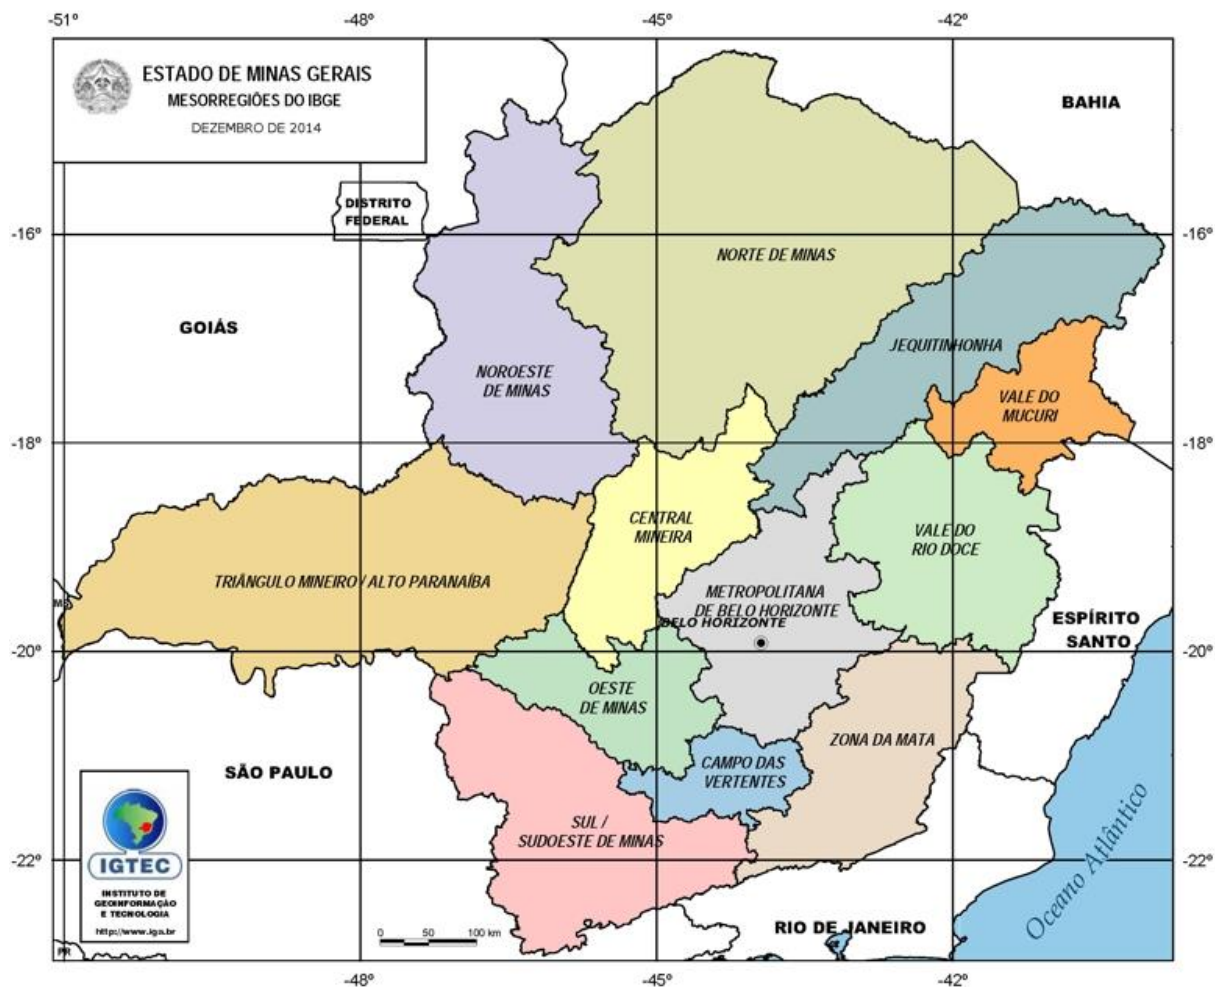 -51º
-48º
-45º
-42º
ESTADO DE MINAS GERAIS
MESORREGIÕES DO IBGE
DEZEMBRO DE 2014
BAHIA
DISTRITO
FEDERAL
-16º
-16º
NORTE DE MINAS
GOIÁS
JEQUITINHONHA
NOROESTE
DE MINAS
VALE DO
MUCURI
-18º
-18º
CENTRAL
MINEIRA
VALE DO
RIO DOCE
TRIÂNGULO MINEIRO / ALTO PARANAÍBA
METROPOLITANA
DE BELO HORIZONTE
BELO HORIZONTE
ESPÍRITO
SANTO
-20º
-20º
OESTE
DE MINAS
ZONA DA MATA
SÃO PAULO
CAMPO DAS
VERTENTES
SUL /
SUDOESTE DE MINAS
Oceano Atlântico
-22º
-22º
IGTEC
INSTITUTO DE
GEOINFORMAÇÃO
E TECNOLOGIA
http://www.iga.br
0 50 100 km
RIO DE JANEIRO
PR
-48º
-45º
-42º